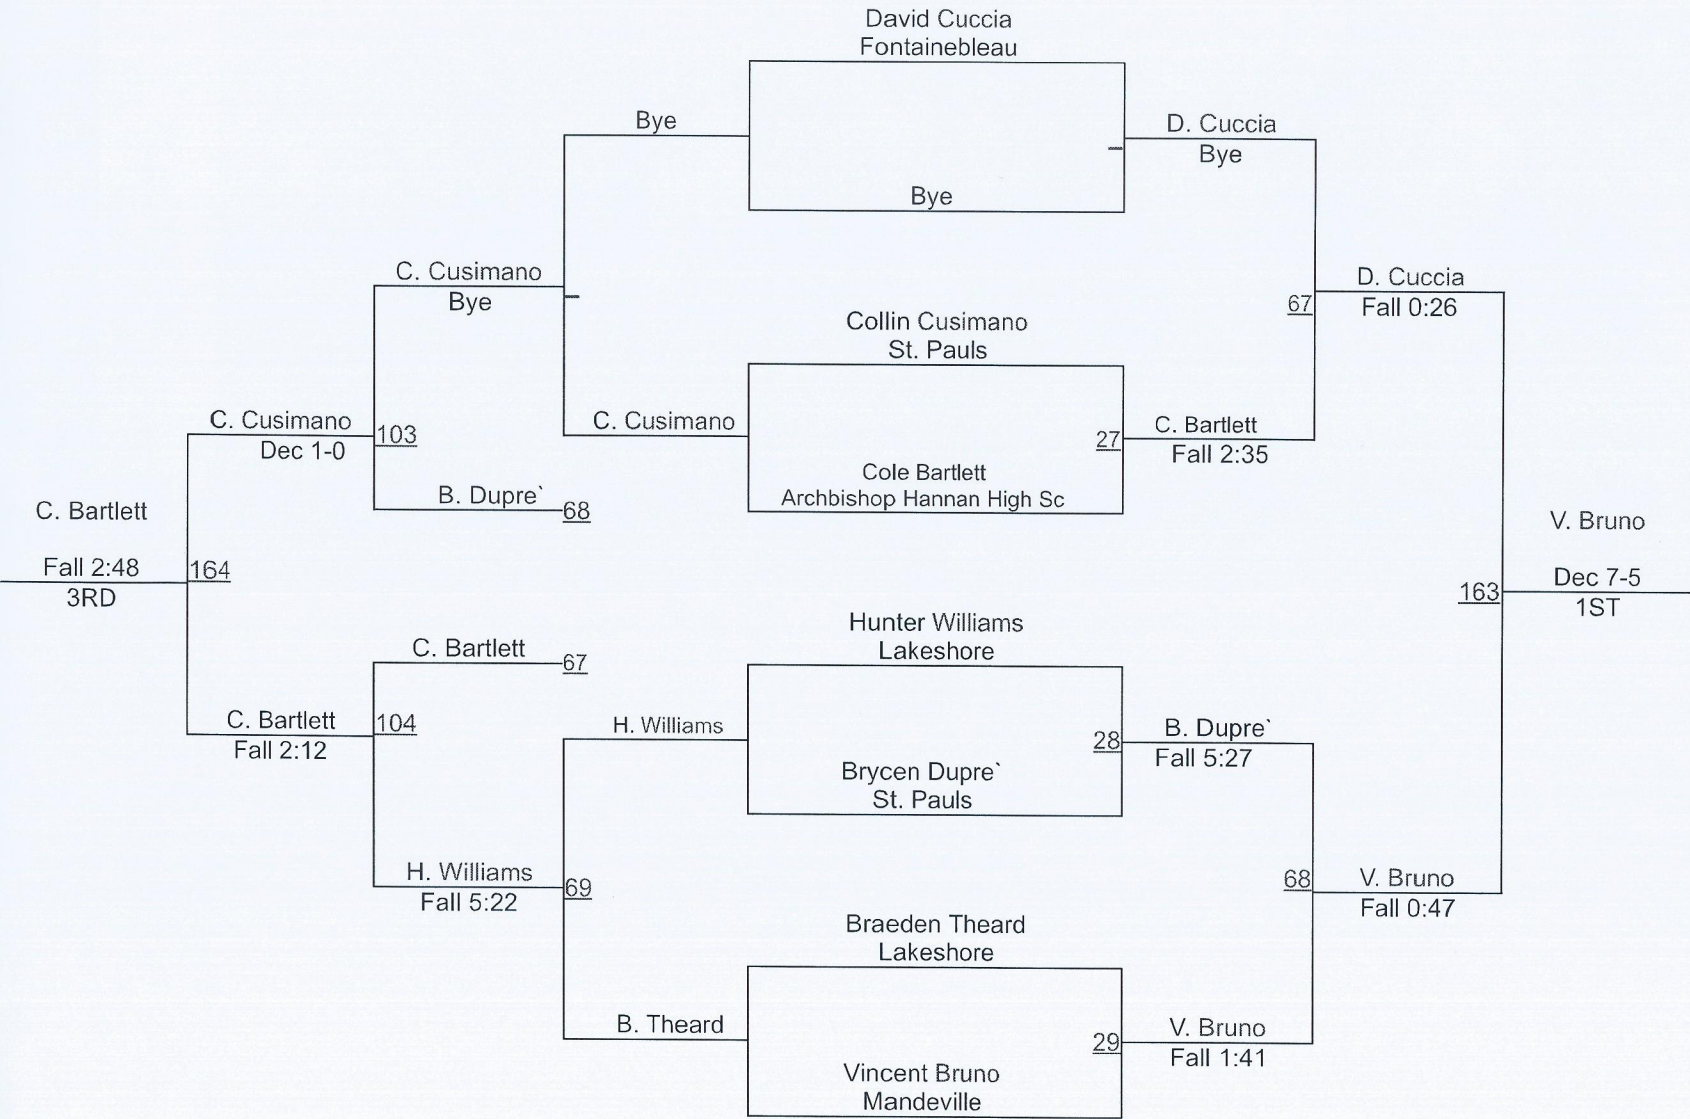 David Cuccia
Fontainebleau
Bye
D. Cuccia
Bye
Bye
C. Cusimano
Bye
D. Cuccia
67
Fall 0:26
Collin Cusimano
St. Pauls
C. Cusimano
103
Dec 1-0
C. Cusimano
27
C. Bartlett
Fall 2:35
Cole Bartlett
Archbishop Hannan High Sc
B. Dupre`
68
C. Bartlett
Fall 2:48
164
3RD
V. Bruno
163
Dec 7-5
1ST
Hunter Williams
Lakeshore
C. Bartlett
67
C. Bartlett
104
Fall 2:12
H. Williams
28
B. Dupre`
Fall 5:27
Brycen Dupre`
St. Pauls
H. Williams
69
Fall 5:22
68
V. Bruno
Fall 0:47
Braeden Theard
Lakeshore
B. Theard
29
V. Bruno
Fall 1:41
Vincent Bruno
Mandeville